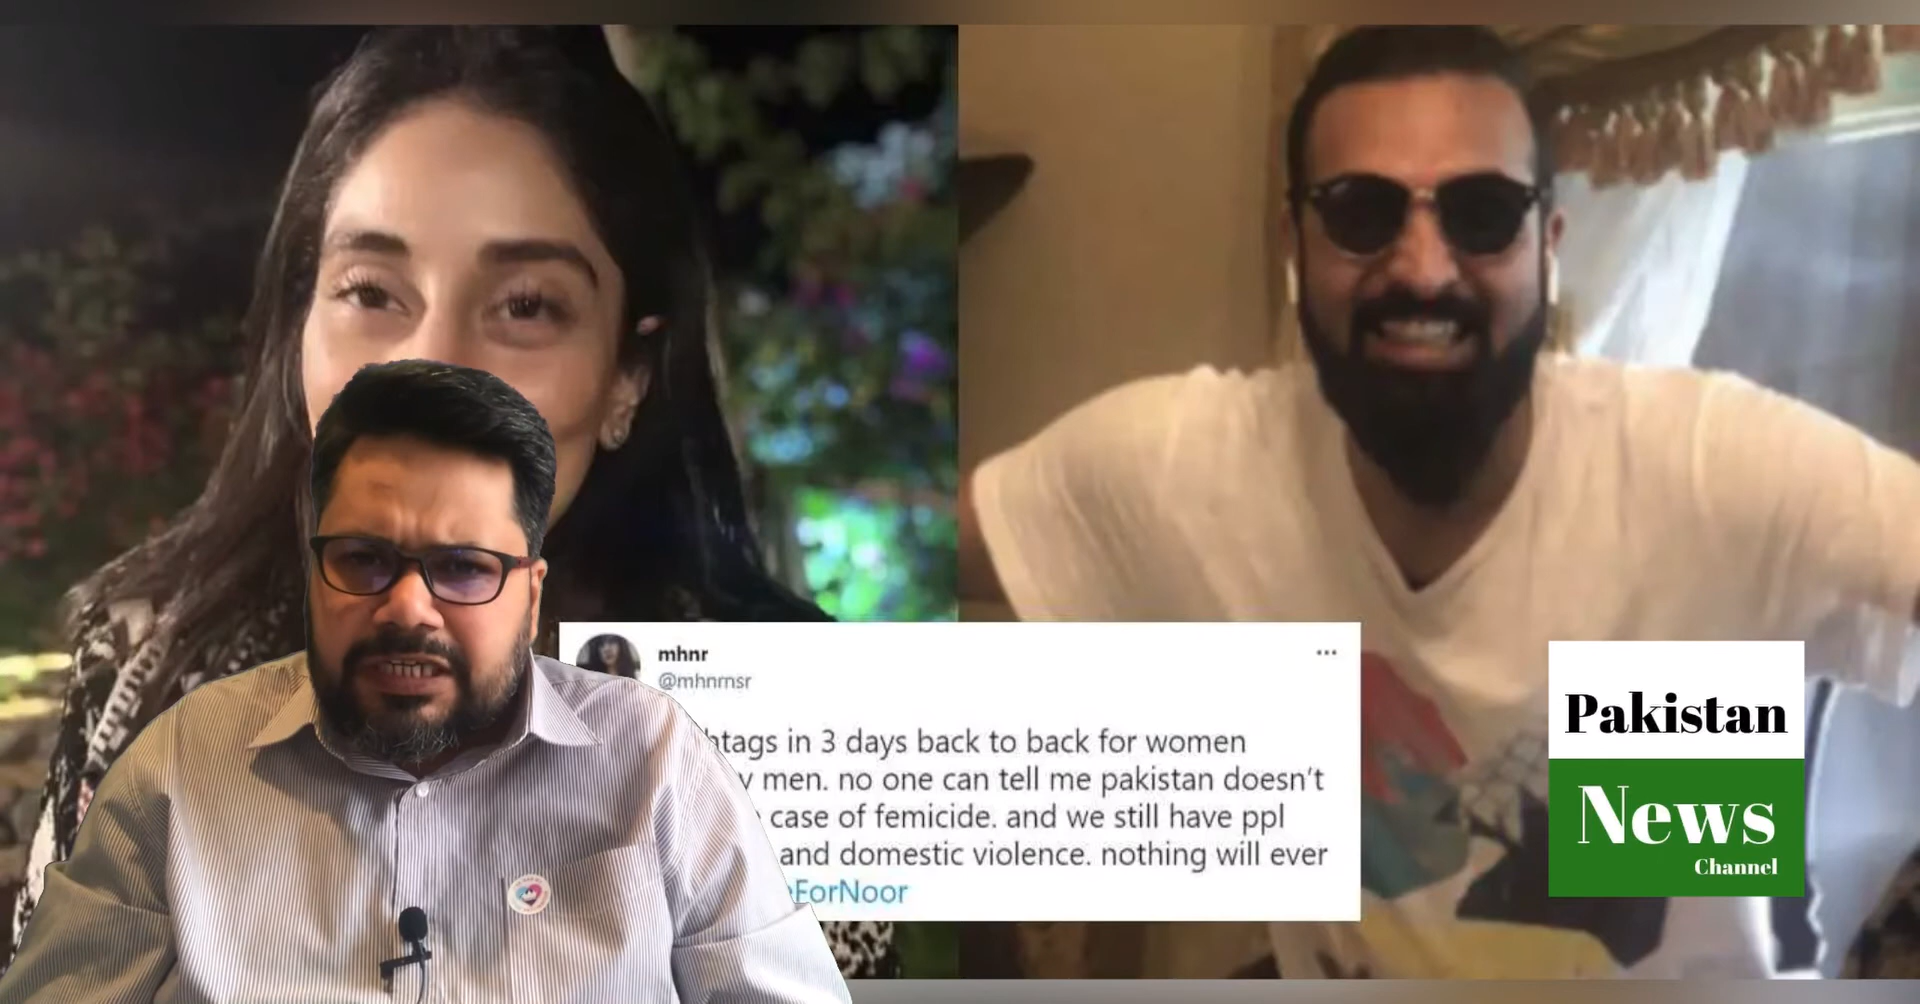 mhnr
@mhnrnsr
in 3 days back to back for women
men. no one can tell me pakistan doesn't
case of femicide. and we still have ppl
and domestic violence. nothing will ever
ForNoor
Pakistan
News
Channel